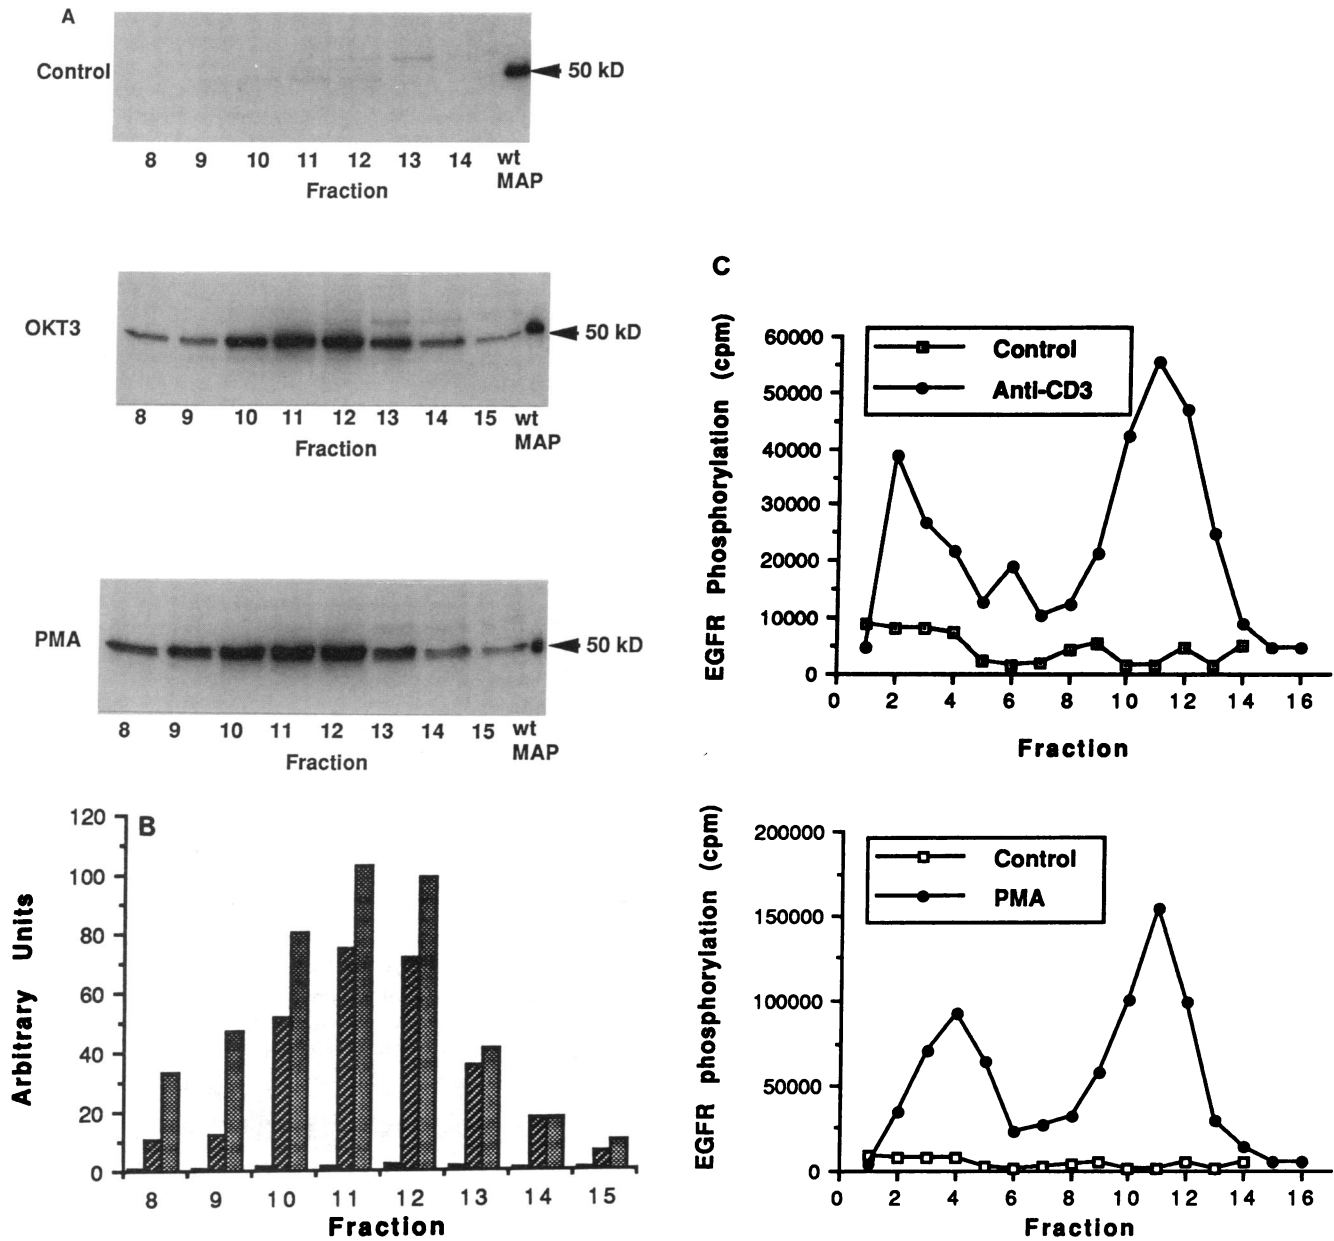 A
Control
50 kD
8 9 10 11 12 13 14 wt
MAP
Fraction
OKT3
50 kD
8 9 10 11 12 13 14 15 wt
MAP
Fraction
PMA
50 kD
8 9 10 11 12 13 14 15 wt
MAP
Fraction
B
Arbitrary Units
120
100
80
60
40
20
0
8 9 10 11 12 13 14 15
Fraction
C
EGFR Phosphorylation (cpm)
60000
50000
40000
30000
20000
10000
0
Control
Anti-CD3
0 2 4 6 8 10 12 14 16
Fraction
EGFR phosphorylation (cpm)
200000
150000
100000
50000
0
Control
PMA
0 2 4 6 8 10 12 14 16
Fraction